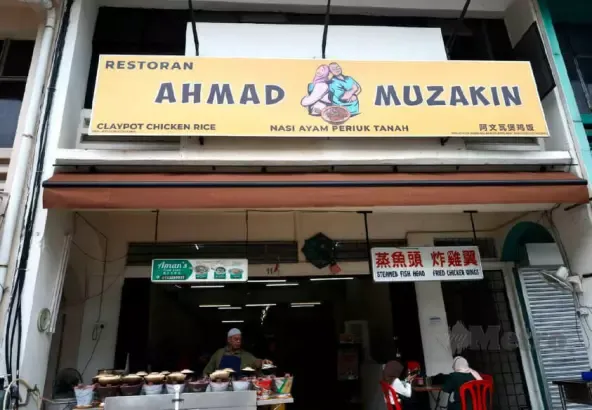 RESTORAN
AHMAD MUZAKIN
CLAYPOT CHICKEN RICE NASI AYAM PERIUK TANAH 阿文瓦煲鸡饭
Aman's
蒸魚頭 炸雞翼
STEAMED FISH HEAD FRIED CHICKEN WINGS
11